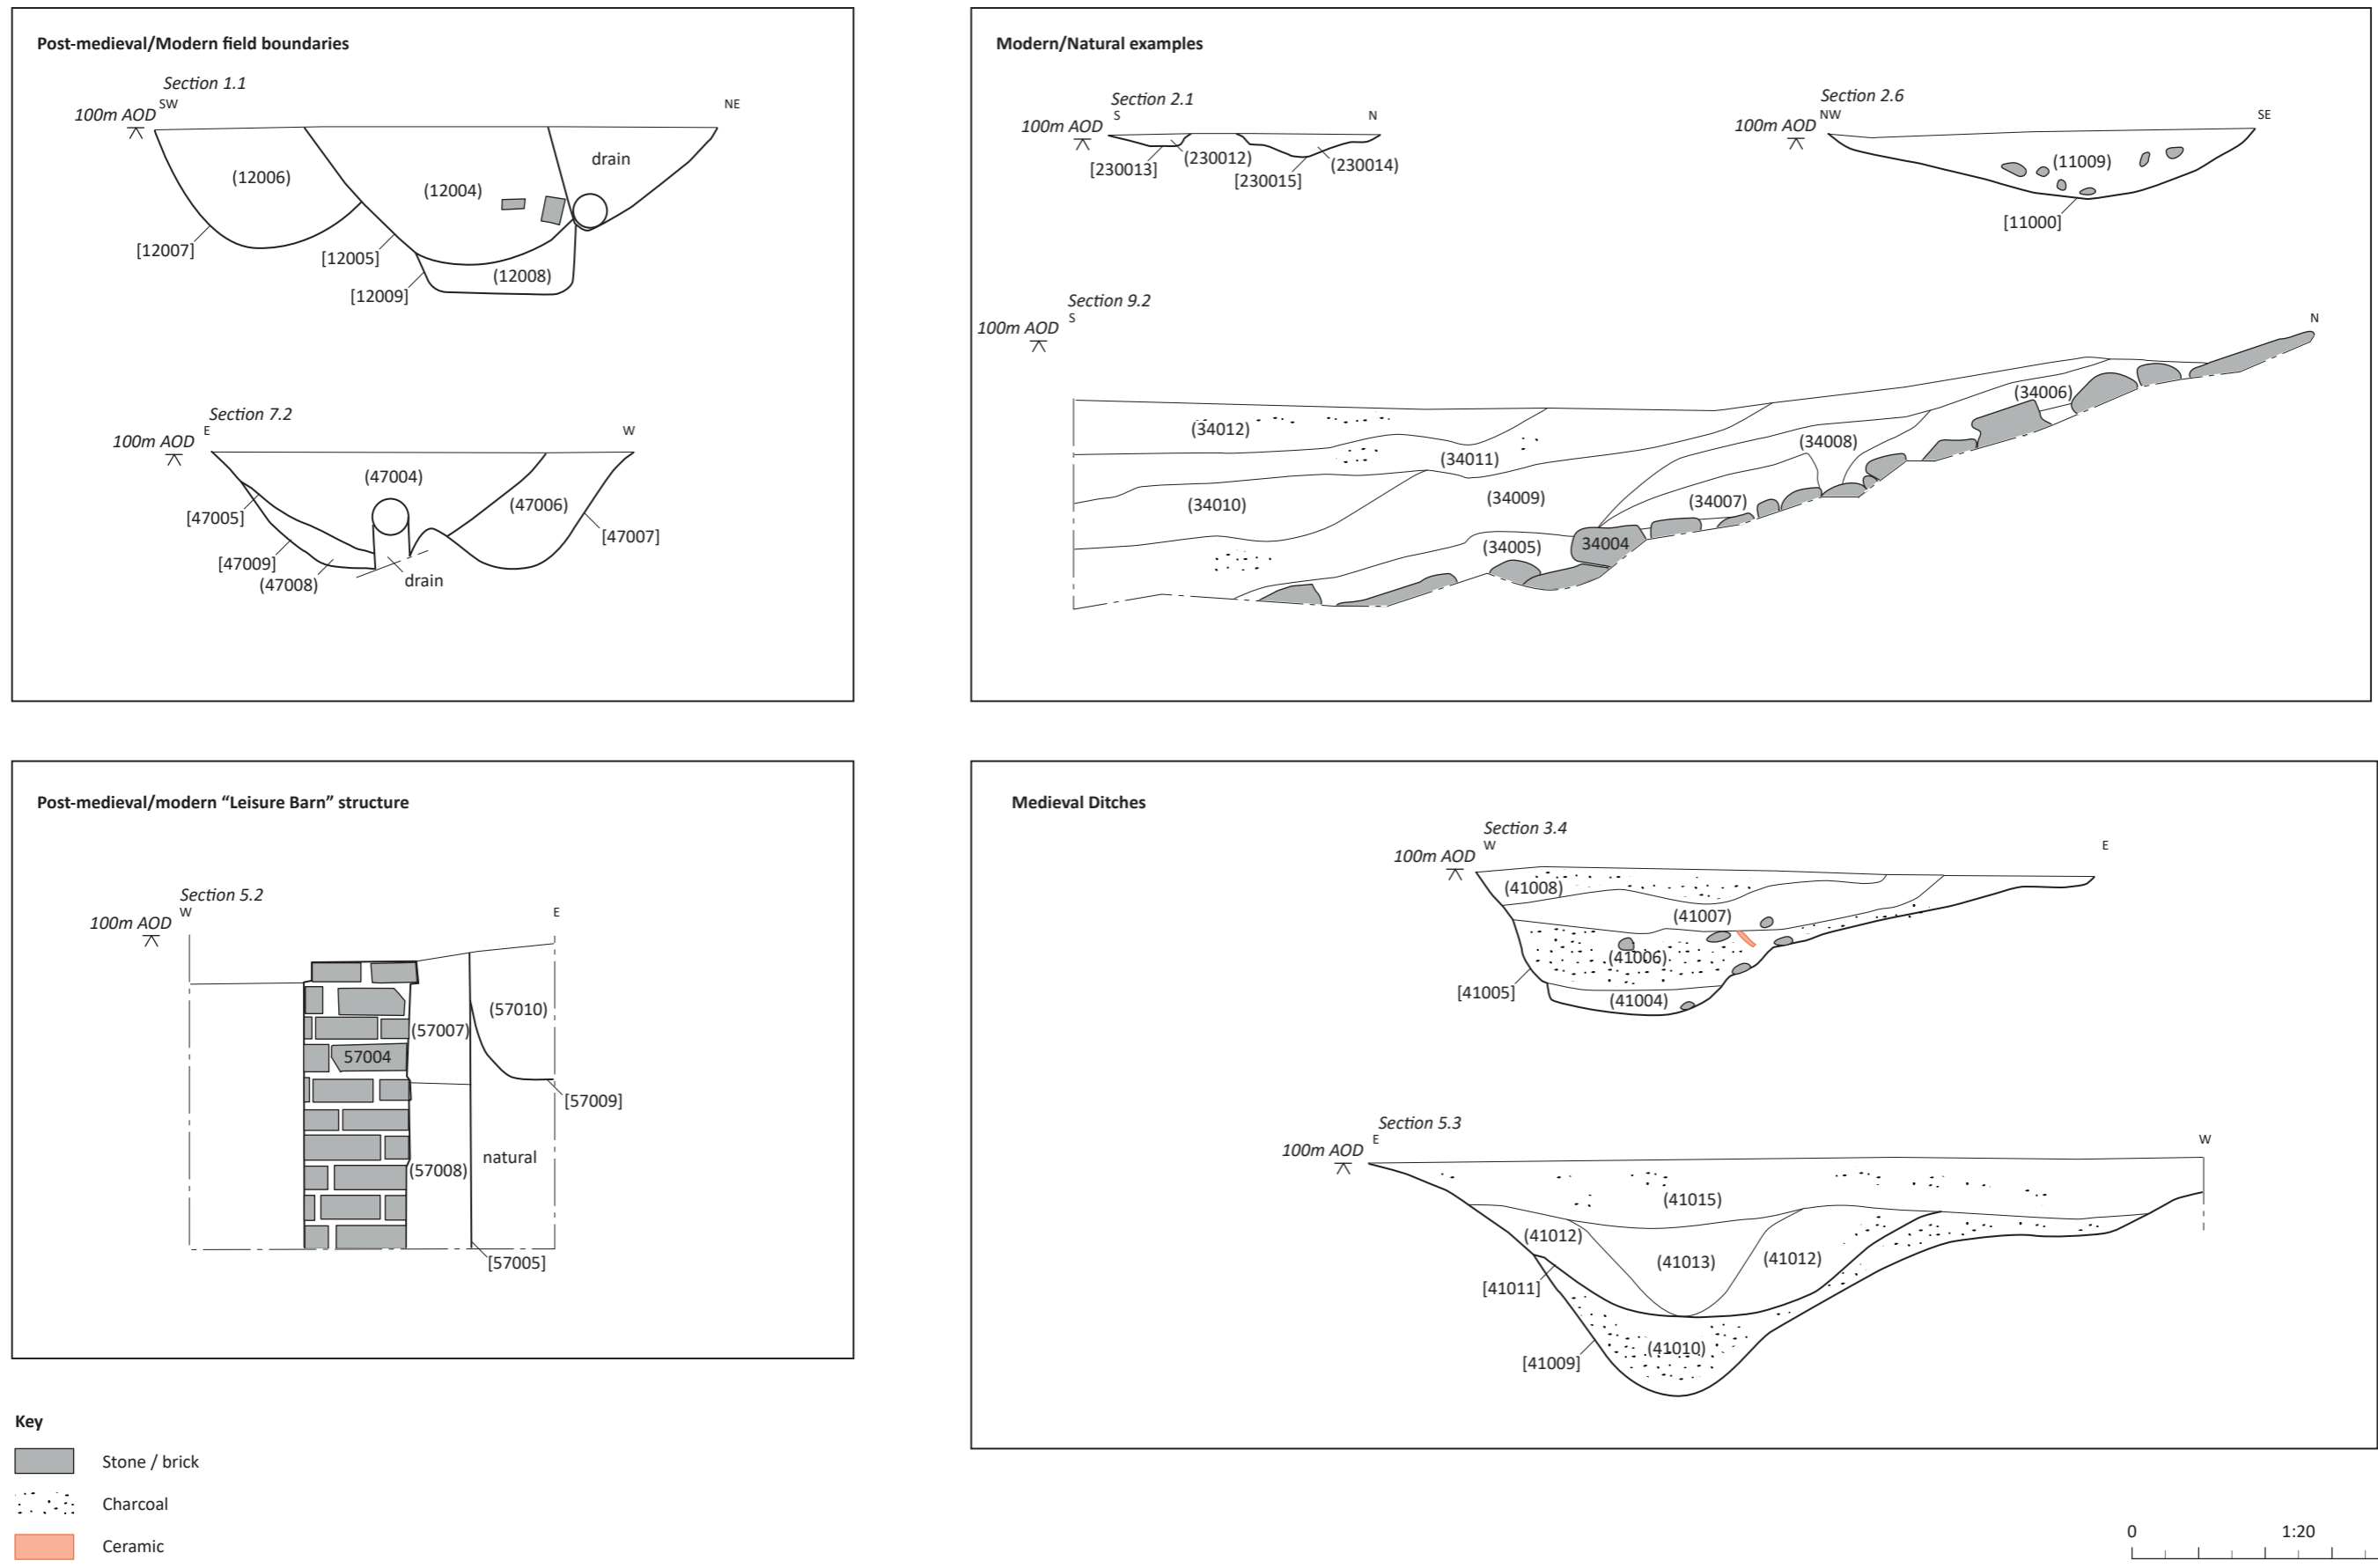 Post-medieval/Modern field boundaries
Section 1.1
SW
NE
100m AOD
drain
(12006)
(12004)
[12007]
[12005]
(12008)
[12009]
Section 7.2
E
W
100m AOD
(47004)
(47006)
[47005]
[47007]
[47009]
(47008)
drain
Modern/Natural examples
Section 2.1
S
N
100m AOD
(230012)
[230013]
(230014)
[230015]
Section 2.6
NW
SE
100m AOD
(11009)
[11000]
Section 9.2
S
N
100m AOD
(34006)
(34012)
(34008)
(34011)
(34009)
(34010)
(34007)
(34005)
34004
Post-medieval/modern “Leisure Barn” structure
Section 5.2
W
E
100m AOD
(57010)
(57007)
57004
[57009]
natural
(57008)
[57005]
Medieval Ditches
Section 3.4
W
E
100m AOD
(41008)
(41007)
(41006)
[41005]
(41004)
Section 5.3
E
W
100m AOD
(41015)
(41012)
(41013)
(41012)
[41011]
(41010)
[41009]
Key
Stone / brick
Charcoal
Ceramic
0
1:20